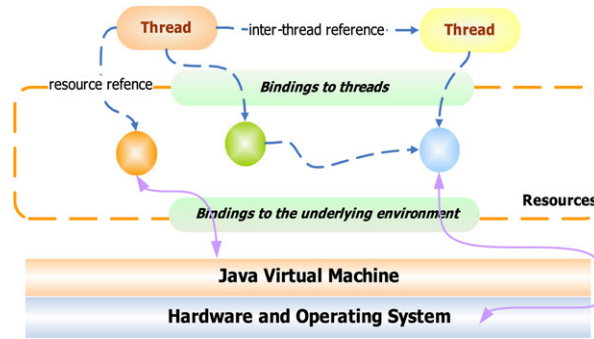 Thread
inter-thread reference
Thread
resource refence
Bindings to threads
Resources
Bindings to the underlying environment
Java Virtual Machine
Hardware and Operating System